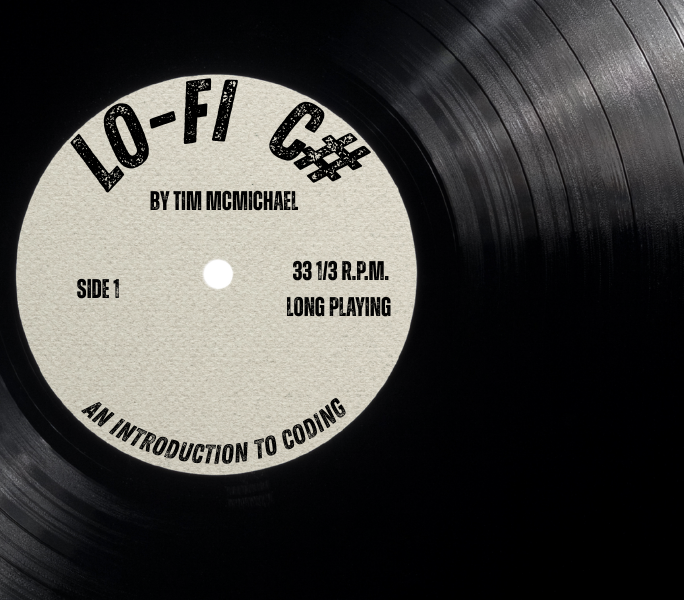 LO-FI C#
BY TIM MCMICHAEL
SIDE 1
33 1/3 R.P.M.
LONG PLAYING
AN INTRODUCTION TO CODING